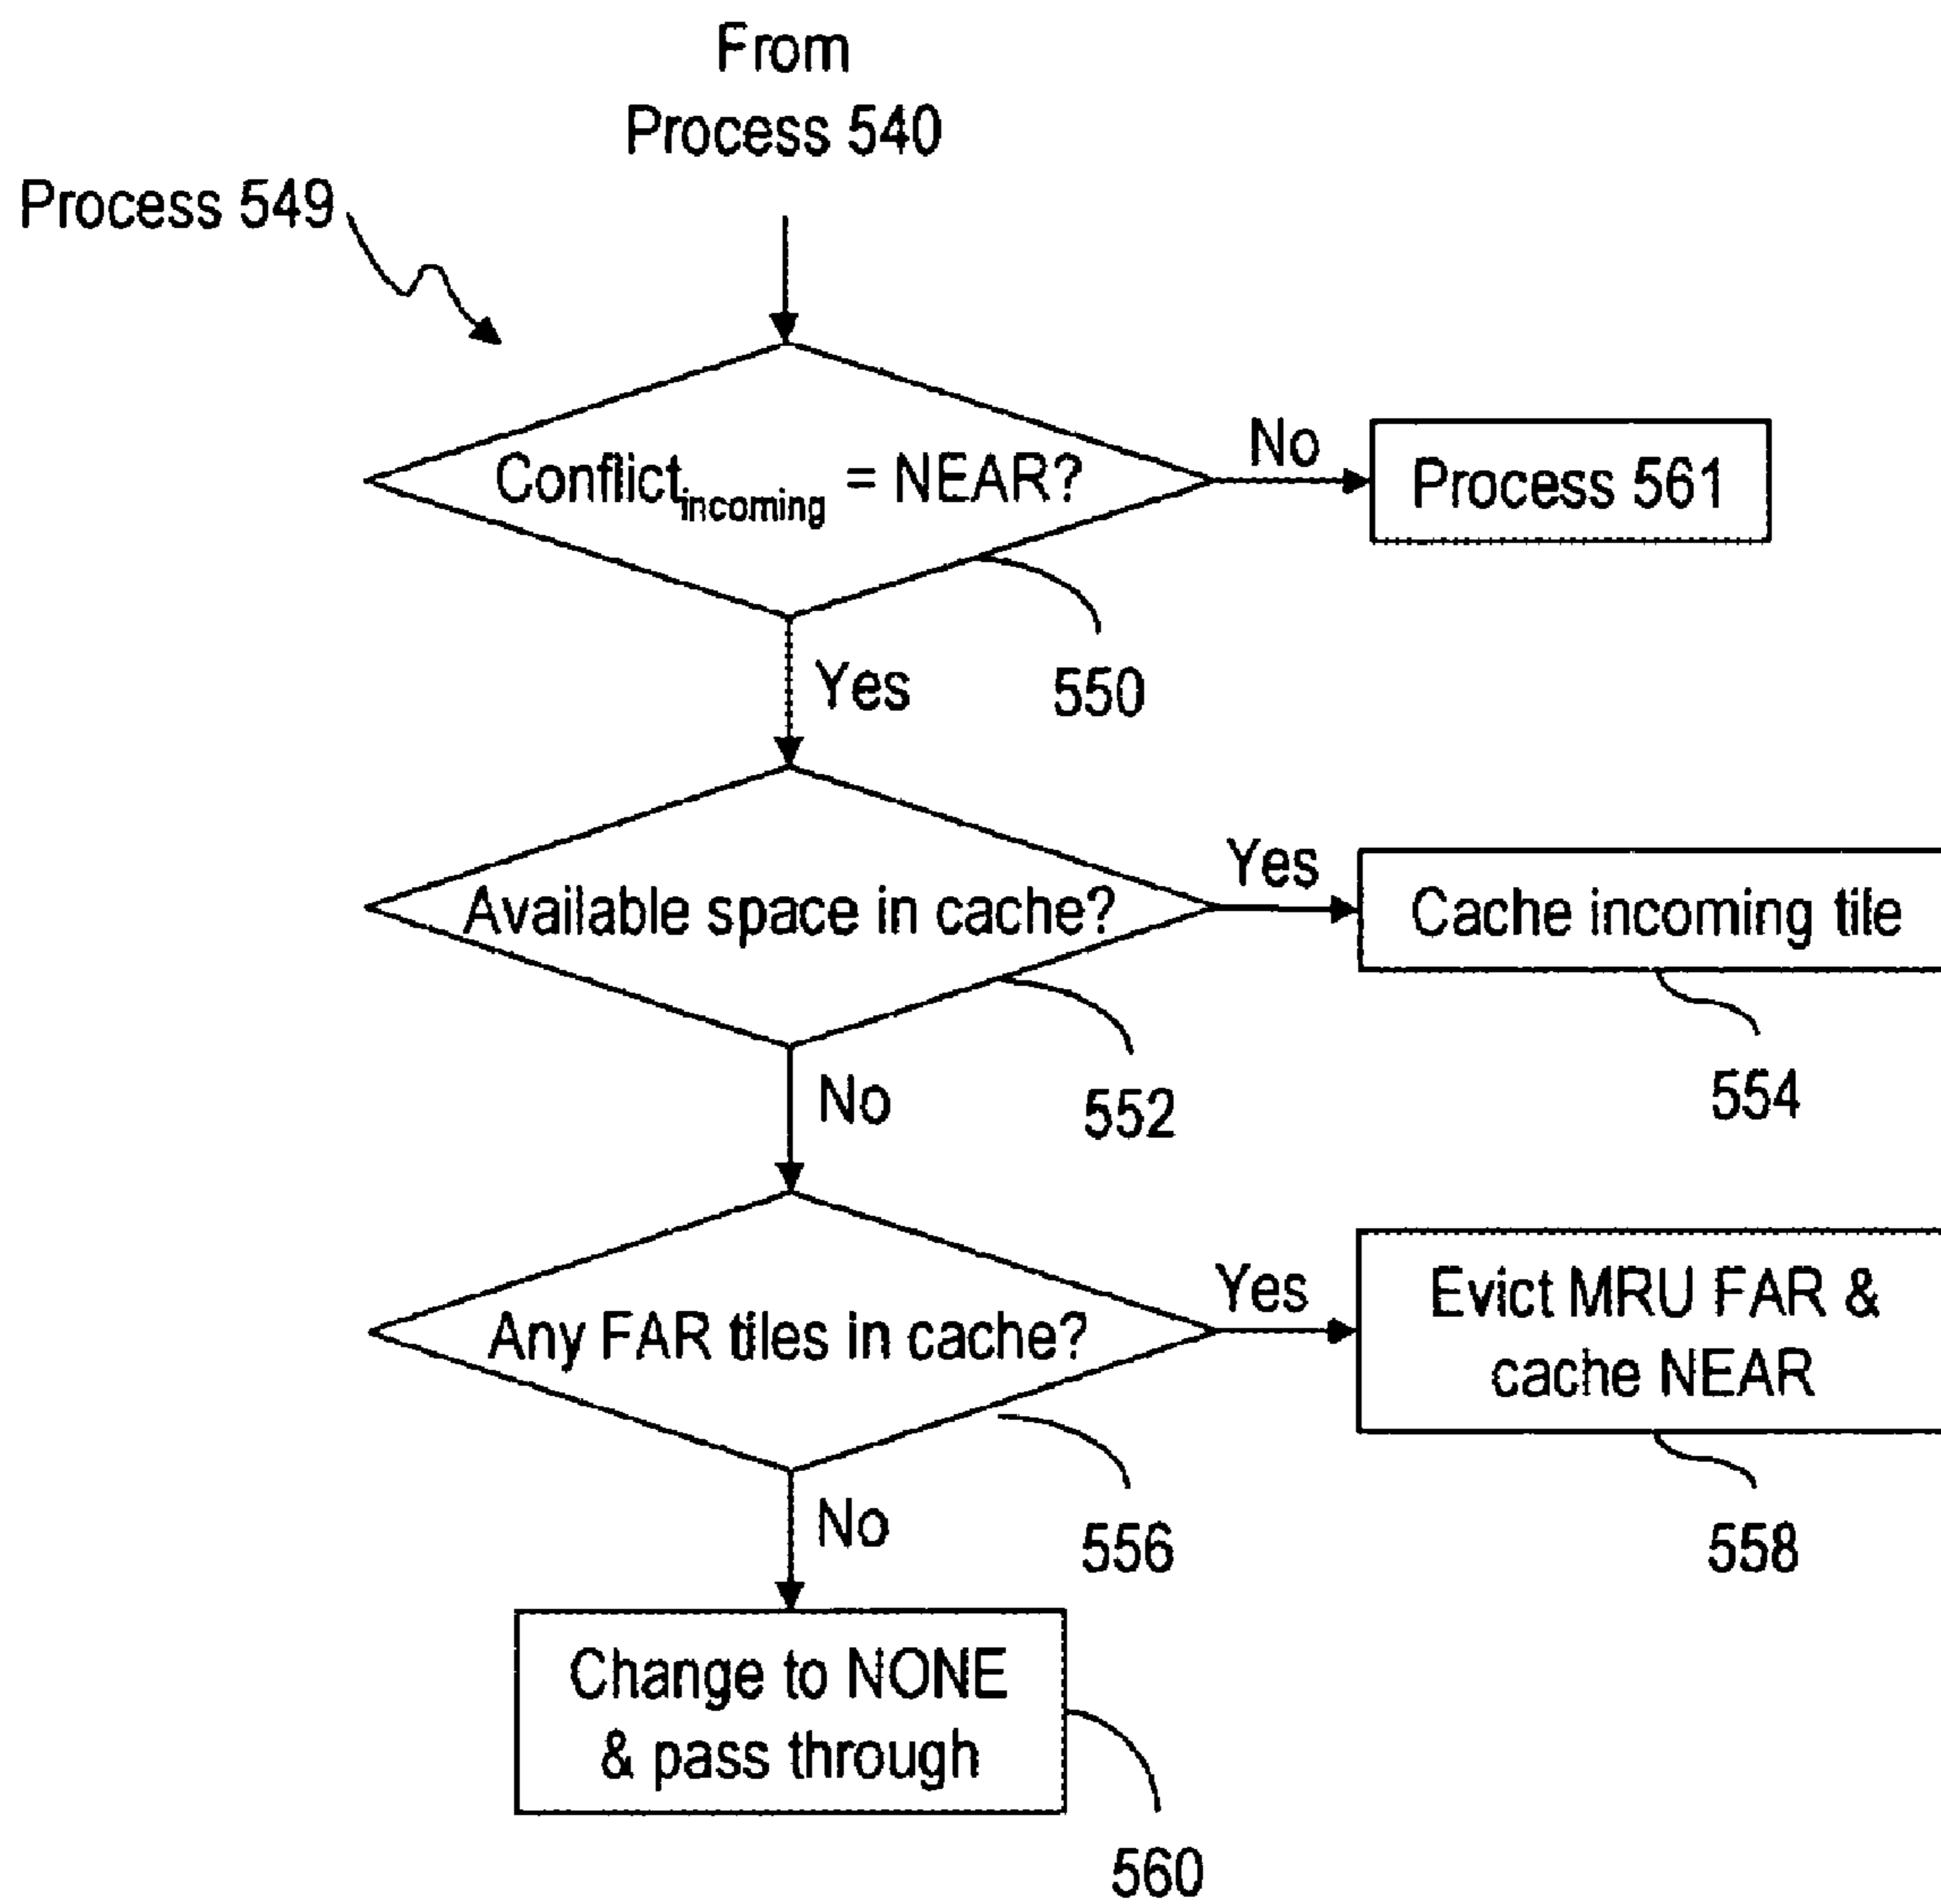 From
Process 540
Process 549
Conflictincoming = NEAR?
No
Process 561
Yes
550
Available space in cache?
Yes
Cache incoming tile
No
552
554
Any FAR tiles in cache?
Yes
Evict MRU FAR &
cache NEAR
No
556
558
Change to NONE
& pass through
560